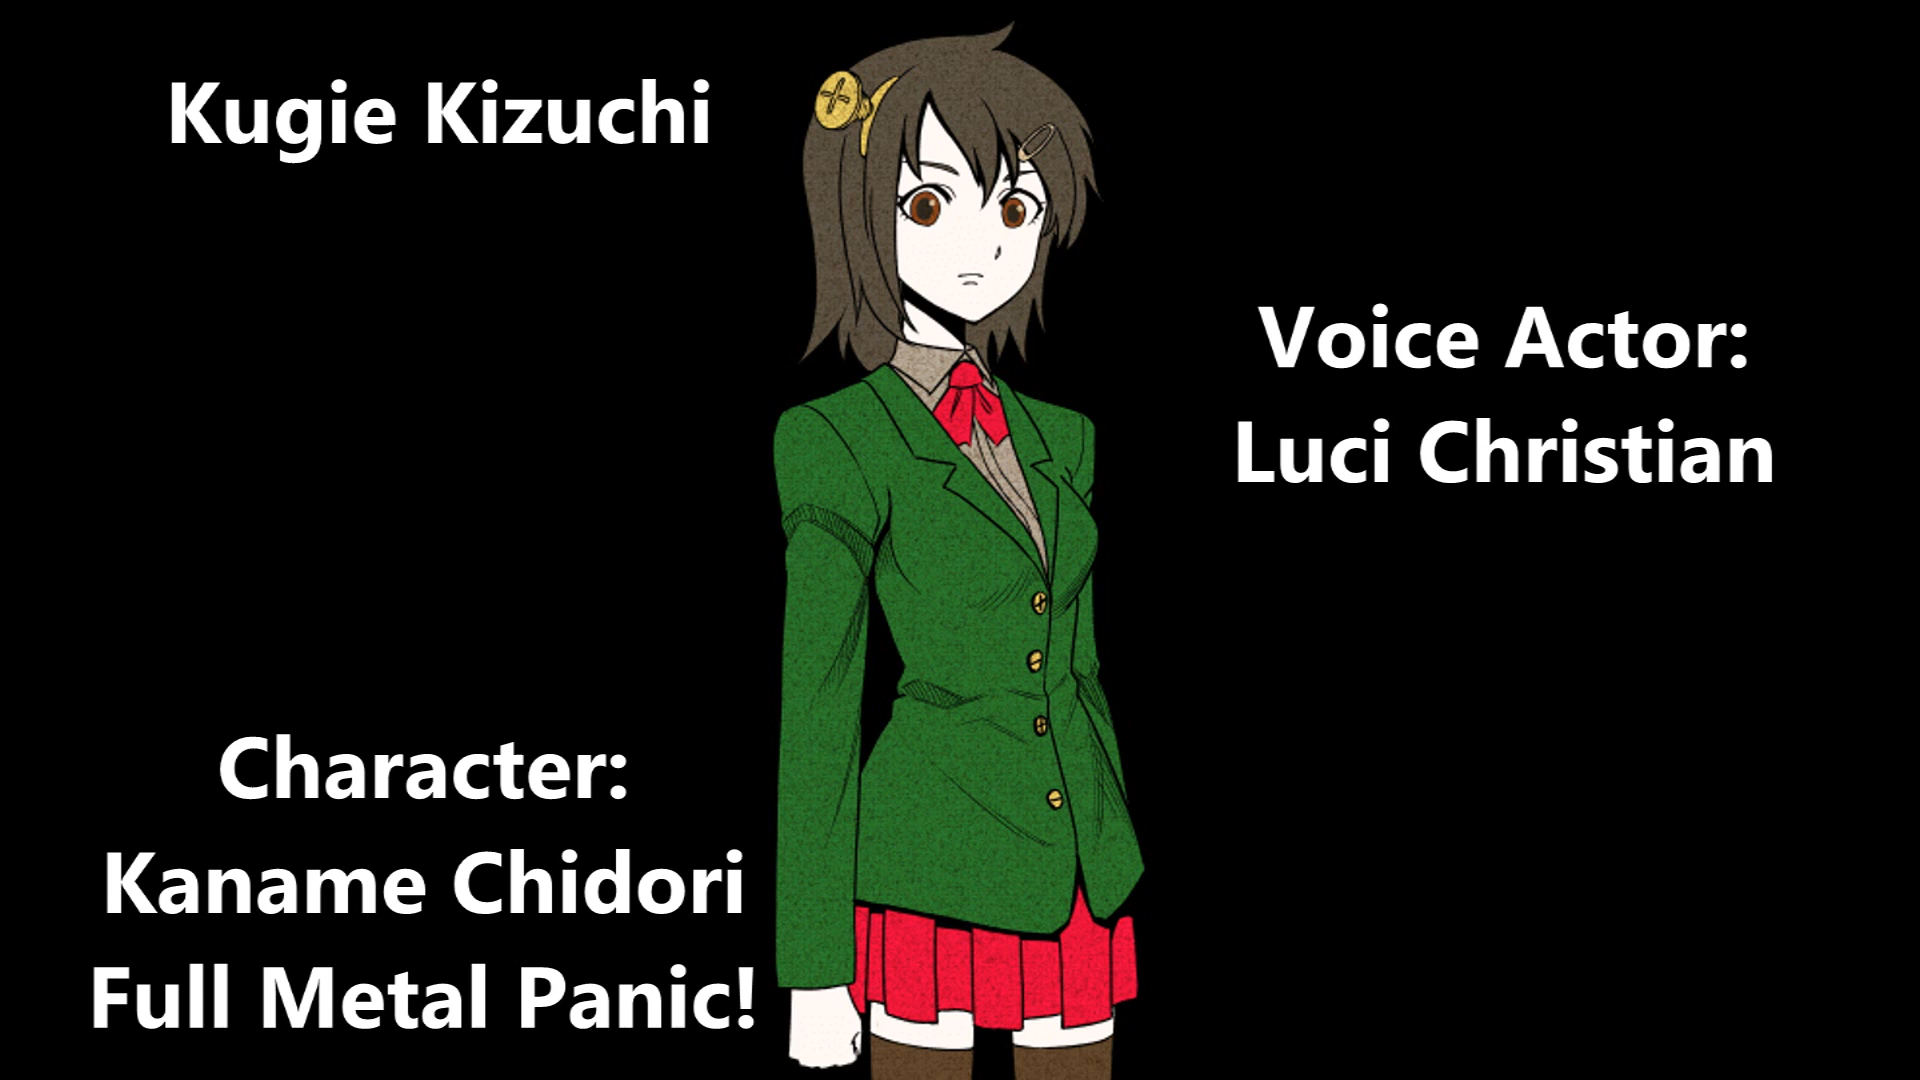 Kugie Kizuchi
Voice Actor:
Luci Christian
Character:
Kaname Chidori
Full Metal Panic!